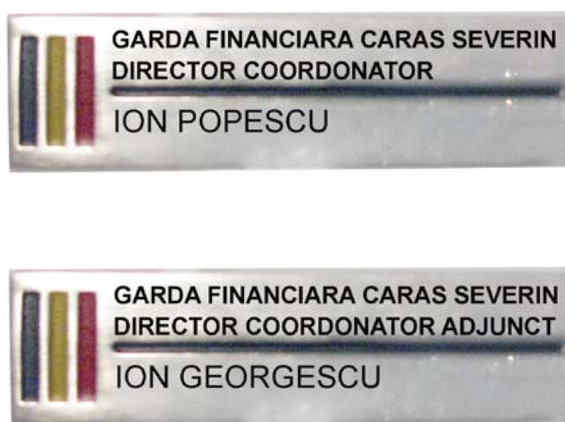 GARDA FINANCIARA CARAS SEVERIN
DIRECTOR COORDONATOR
ION POPESCU
GARDA FINANCIARA CARAS SEVERIN
DIRECTOR COORDONATOR ADJUNCT
ION GEORGESCU